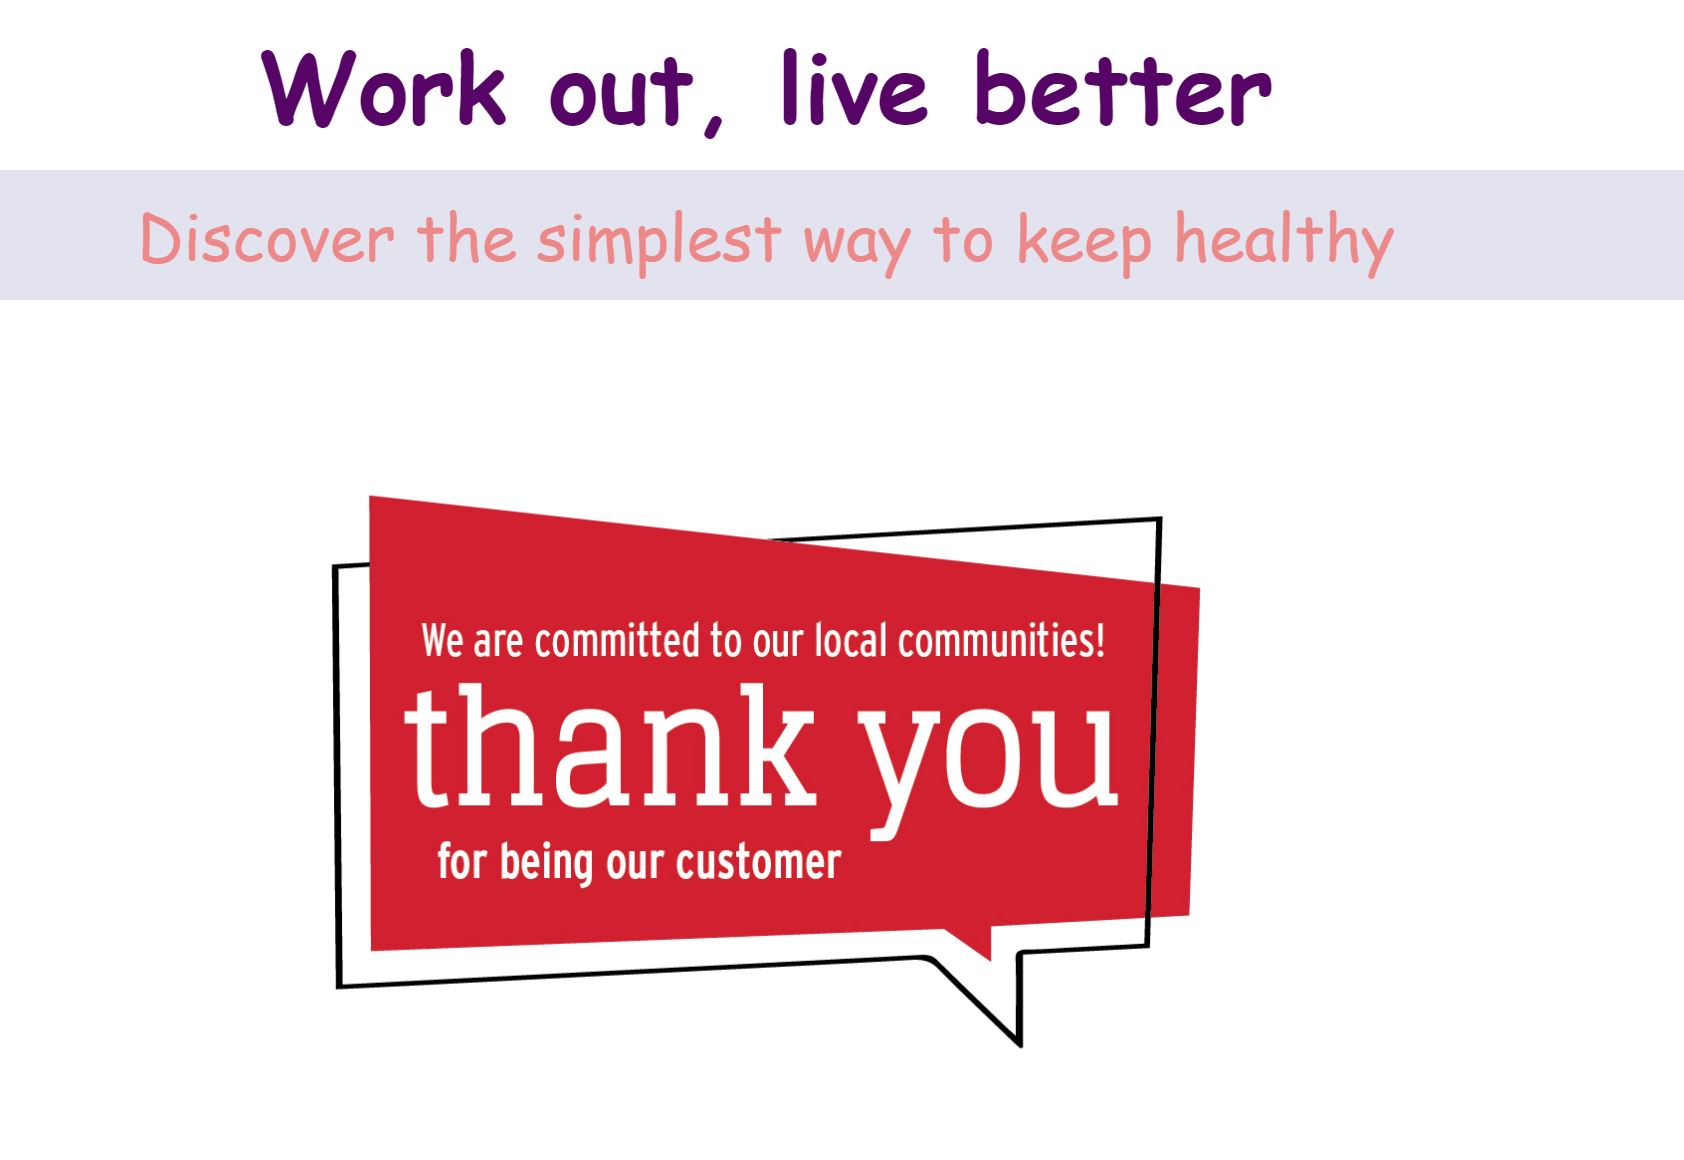 Work out, live better
Discover the simplest way to keep healthy
We are committed to our local communities!
thank you
for being our customer